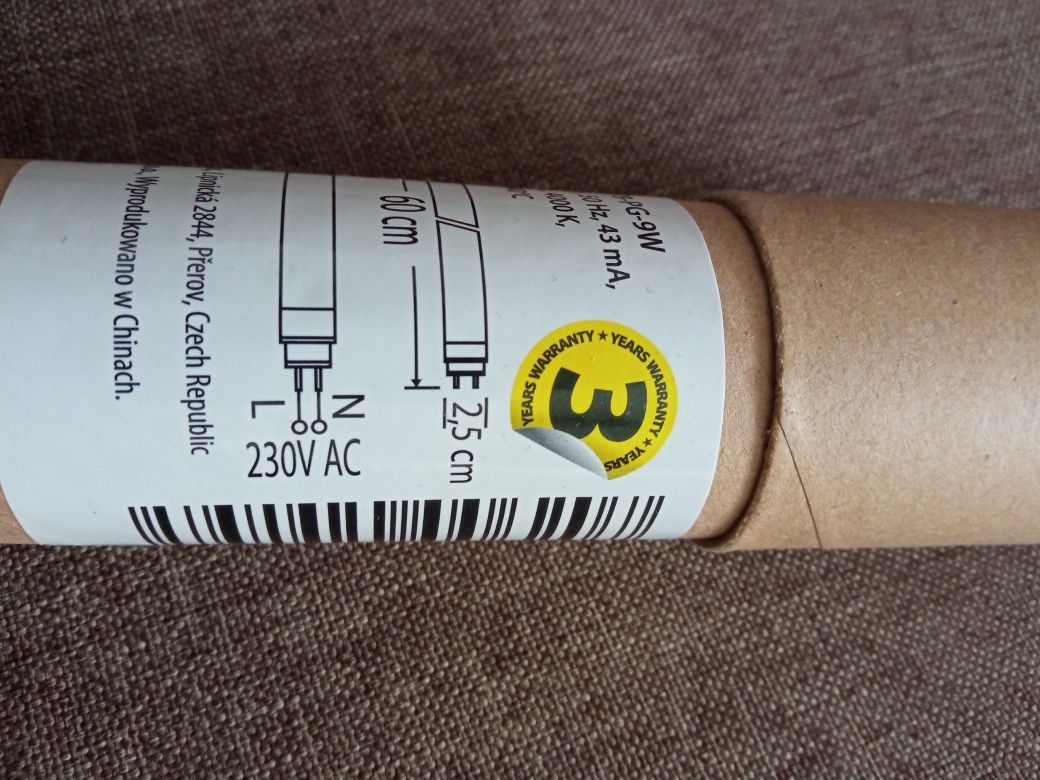 -PG-9W
Hz, 43 mA,
4000 K,
°C
YEARS WARRANTY ★ YEARS WARRANTY ★ YEARS
3
60 cm
2,5 cm
L N
230V AC
Lipnická 2844, Přerov, Czech Republic
Wyprodukowano w Chinach.